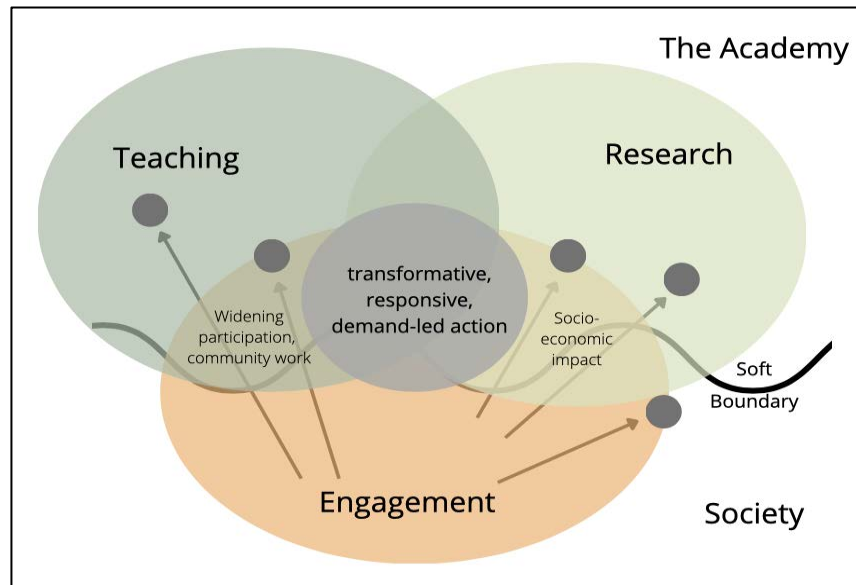 The Academy
Teaching
Research
transformative,
responsive,
demand-led action
Widening
participation,
community work
Socio-
economic
impact
Soft
Boundary
Engagement
Society